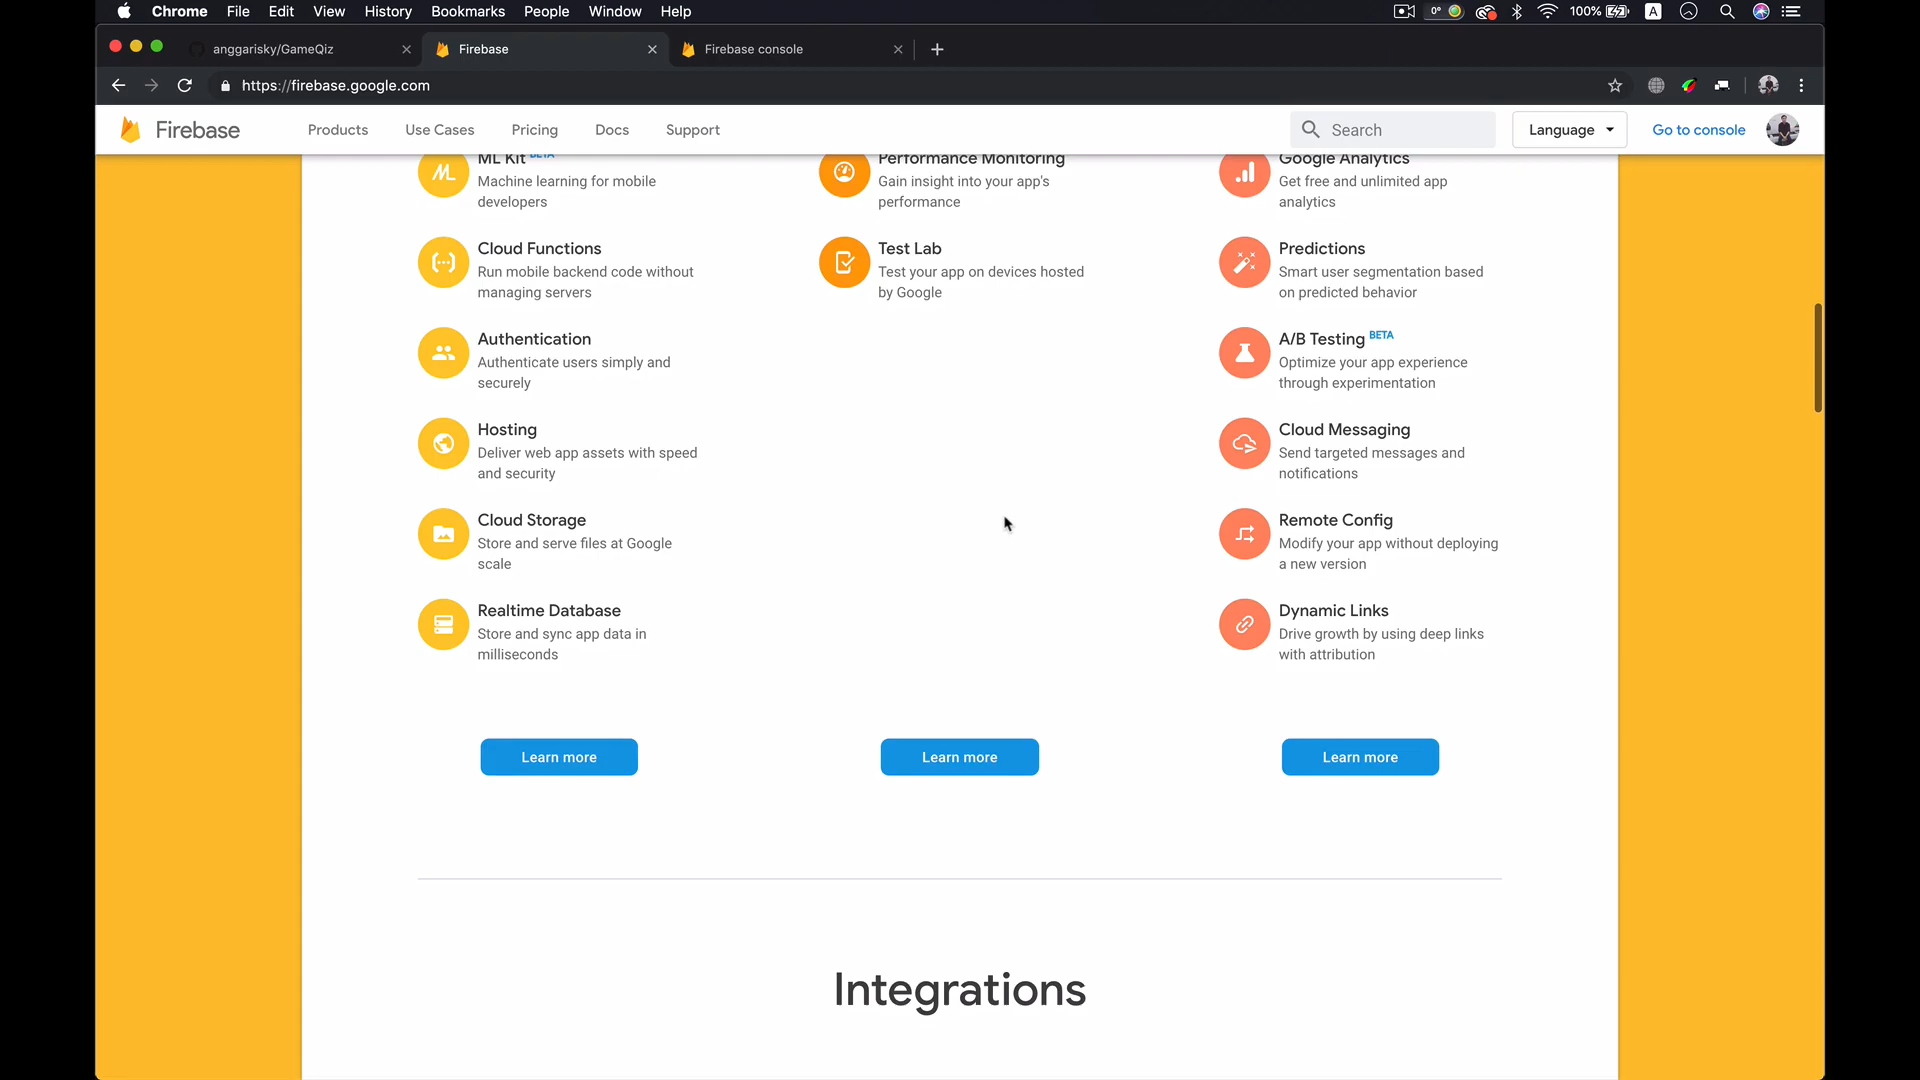 Chrome File Edit View History Bookmarks People Window Help
0° 100% A
anggarisky/GameQiz
Firebase
Firebase console
https://firebase.google.com
Firebase
Products Use Cases Pricing Docs Support
Search
Language
Go to console
ML Kit BETA
Machine learning for mobile
developers
Cloud Functions
Run mobile backend code without
managing servers
Authentication
Authenticate users simply and
securely
Hosting
Deliver web app assets with speed
and security
Cloud Storage
Store and serve files at Google
scale
Realtime Database
Store and sync app data in
milliseconds
Learn more
Performance Monitoring
Gain insight into your app's
performance
Test Lab
Test your app on devices hosted
by Google
Learn more
Google Analytics
Get free and unlimited app
analytics
Predictions
Smart user segmentation based
on predicted behavior
A/B Testing BETA
Optimize your app experience
through experimentation
Cloud Messaging
Send targeted messages and
notifications
Remote Config
Modify your app without deploying
a new version
Dynamic Links
Drive growth by using deep links
with attribution
Learn more
Integrations